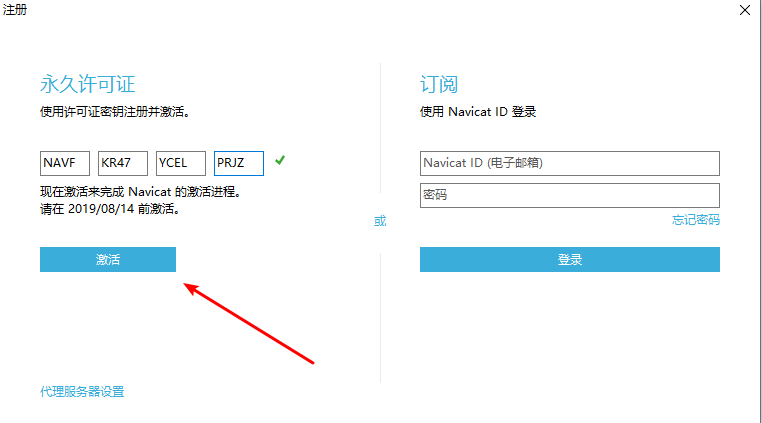 注册
永久许可证
使用许可证密钥注册并激活。
NAVF KR47 YCEL PRJZ
现在激活来完成 Navicat 的激活进程。
请在 2019/08/14 前激活。
激活
代理服务器设置
或
订阅
使用 Navicat ID 登录
Navicat ID (电子邮箱)
密码
忘记密码
登录